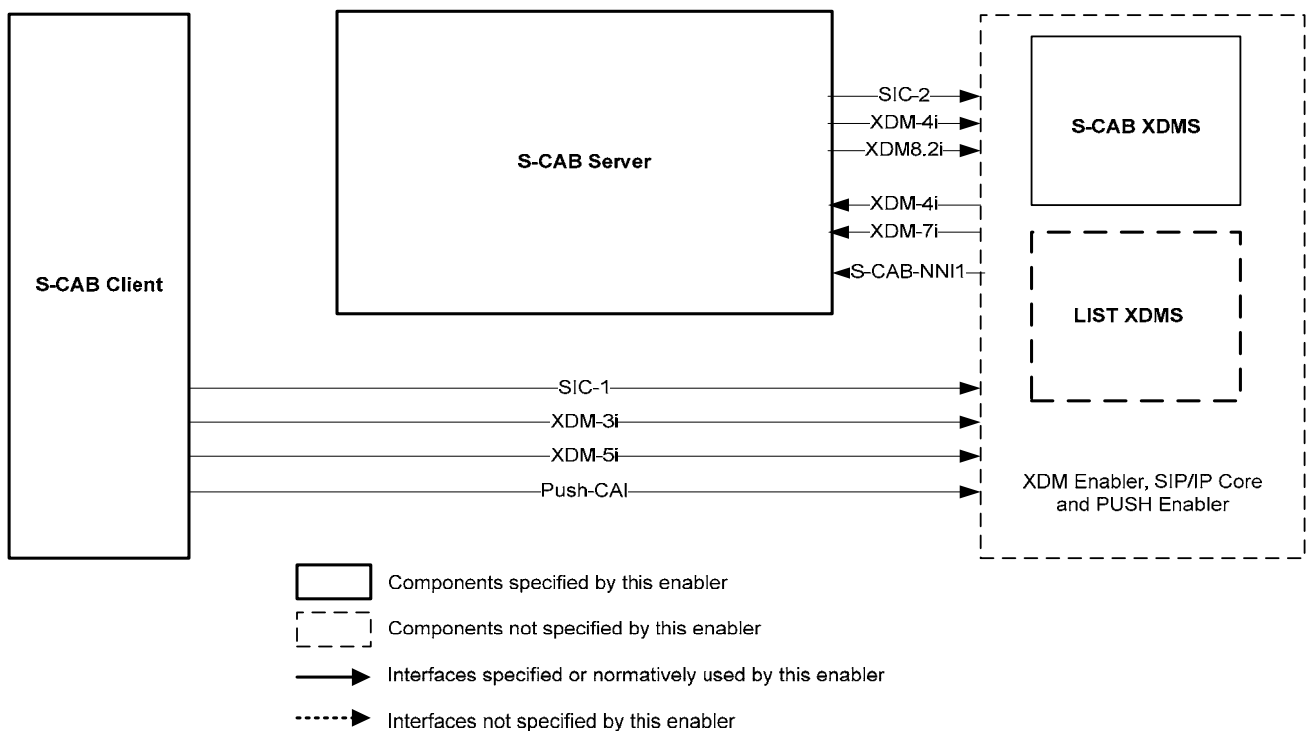 SIC-2
XDM-4i
S-CAB XDMS
XDM8.2i
S-CAB Server
XDM-4i
XDM-7i
S-CAB-NNI1
S-CAB Client
LIST XDMS
SIC-1
XDM-3i
XDM-5i
Push-CAI
XDM Enabler, SIP/IP Core
and PUSH Enabler
Components specified by this enabler
Components not specified by this enabler
Interfaces specified or normatively used by this enabler
Interfaces not specified by this enabler